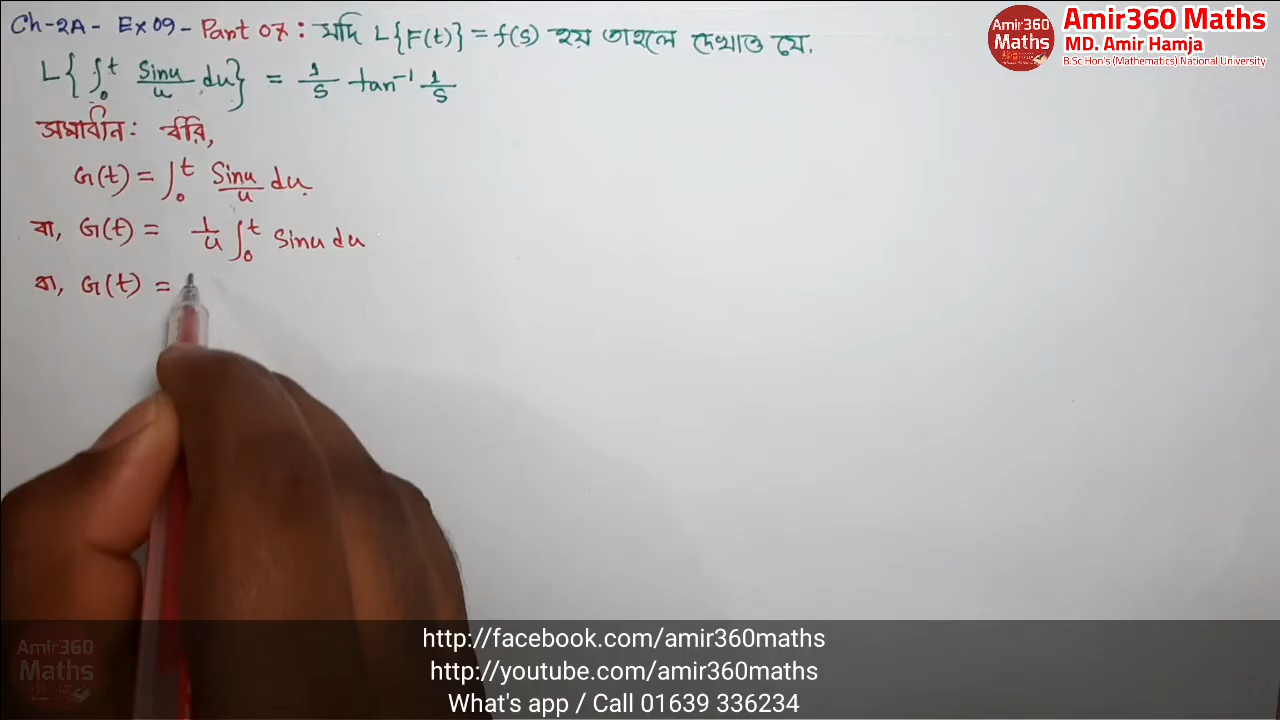 Ch-2A- Ex 09- Part 07: যদি L{F(t)} = f(s) হয় তাহলে দেখাও যে.
L{∫₀ᵗ Sinu/u du} = 1/s tan⁻¹ 1/s
সমাধান: ধরি,
G(t) = ∫₀ᵗ Sinu/u du
বা, G(t) = 1/u ∫₀ᵗ Sinu du
বা, G(t) =
Amir360 Maths
Amir360 Maths
MD. Amir Hamja
B.Sc Hon's (Mathematics) National University
Amir360
Maths
http://facebook.com/amir360maths
http://youtube.com/amir360maths
What's app / Call 01639 336234